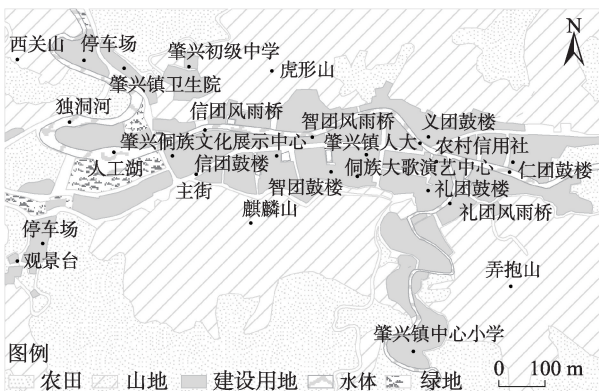 N
西关山 停车场 肇兴初级中学
虎形山
肇兴镇卫生院
独洞河 信团风雨桥 智团风雨桥 义团鼓楼
肇兴侗族文化展示中心 肇兴镇人大 农村信用社
人工湖 信团鼓楼 侗族大歌演艺中心 仁团鼓楼
主街 智团鼓楼 礼团鼓楼
麒麟山 礼团风雨桥
停车场
观景台 弄抱山
肇兴镇中心小学
图例
农田 山地 建设用地 水体 绿地
0 100 m